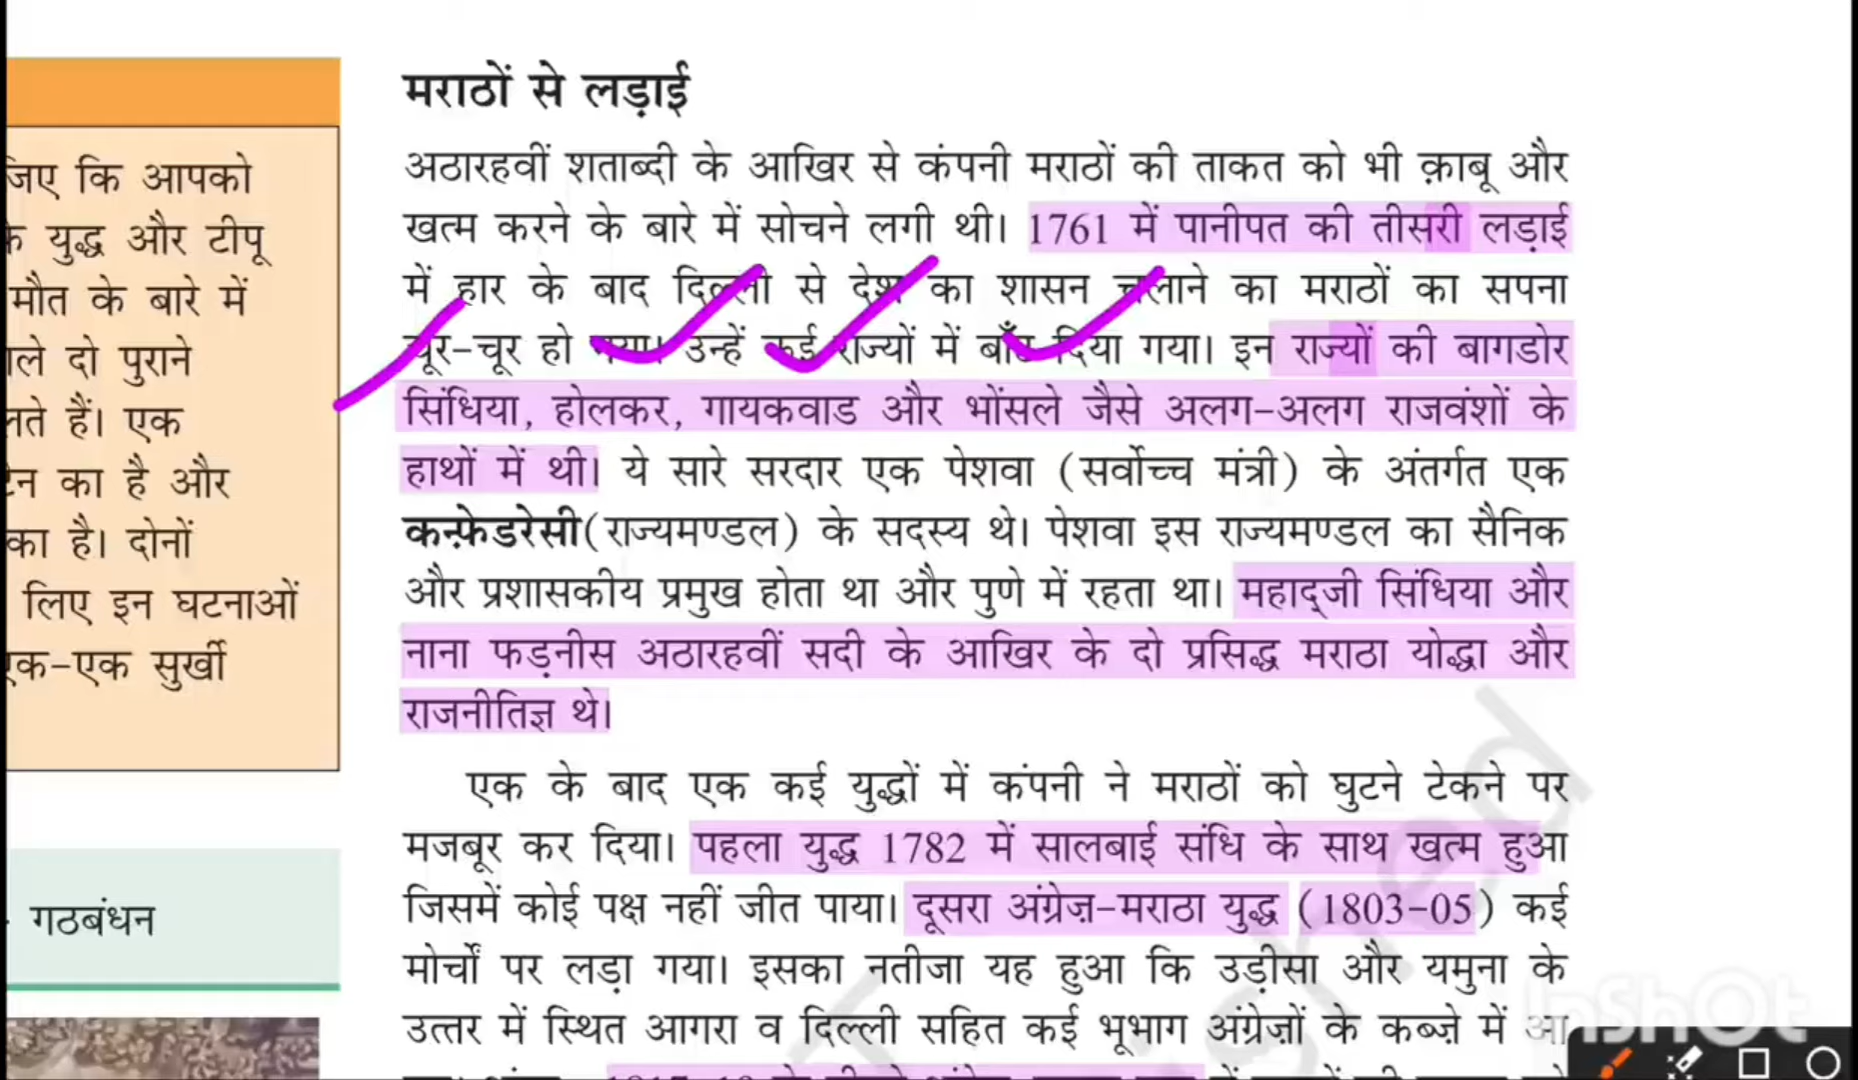 जिए कि आपको
के युद्ध और टीपू
मौत के बारे में
ले दो पुराने
लते हैं। एक
टेन का है और
का है। दोनों
लिए इन घटनाओं
एक-एक सुर्खी
- गठबंधन
मराठों से लड़ाई
अठारहवीं शताब्दी के आखिर से कंपनी मराठों की ताकत को भी क़ाबू और
खत्म करने के बारे में सोचने लगी थी। 1761 में पानीपत की तीसरी लड़ाई
में हार के बाद दिल्ली से देश का शासन चलाने का मराठों का सपना
चूर-चूर हो गया। उन्हें कई राज्यों में बाँट दिया गया। इन राज्यों की बागडोर
सिंधिया, होलकर, गायकवाड और भोंसले जैसे अलग-अलग राजवंशों के
हाथों में थी। ये सारे सरदार एक पेशवा (सर्वोच्च मंत्री) के अंतर्गत एक
कन्फ़ेडरेसी(राज्यमण्डल) के सदस्य थे। पेशवा इस राज्यमण्डल का सैनिक
और प्रशासकीय प्रमुख होता था और पुणे में रहता था। महाद्जी सिंधिया और
नाना फड़नीस अठारहवीं सदी के आखिर के दो प्रसिद्ध मराठा योद्धा और
राजनीतिज्ञ थे।
एक के बाद एक कई युद्धों में कंपनी ने मराठों को घुटने टेकने पर
मजबूर कर दिया। पहला युद्ध 1782 में सालबाई संधि के साथ खत्म हुआ
जिसमें कोई पक्ष नहीं जीत पाया। दूसरा अंग्रेज़-मराठा युद्ध (1803-05) कई
मोर्चों पर लड़ा गया। इसका नतीजा यह हुआ कि उड़ीसा और यमुना के
उत्तर में स्थित आगरा व दिल्ली सहित कई भूभाग अंग्रेज़ों के कब्ज़े में आ
InShOt